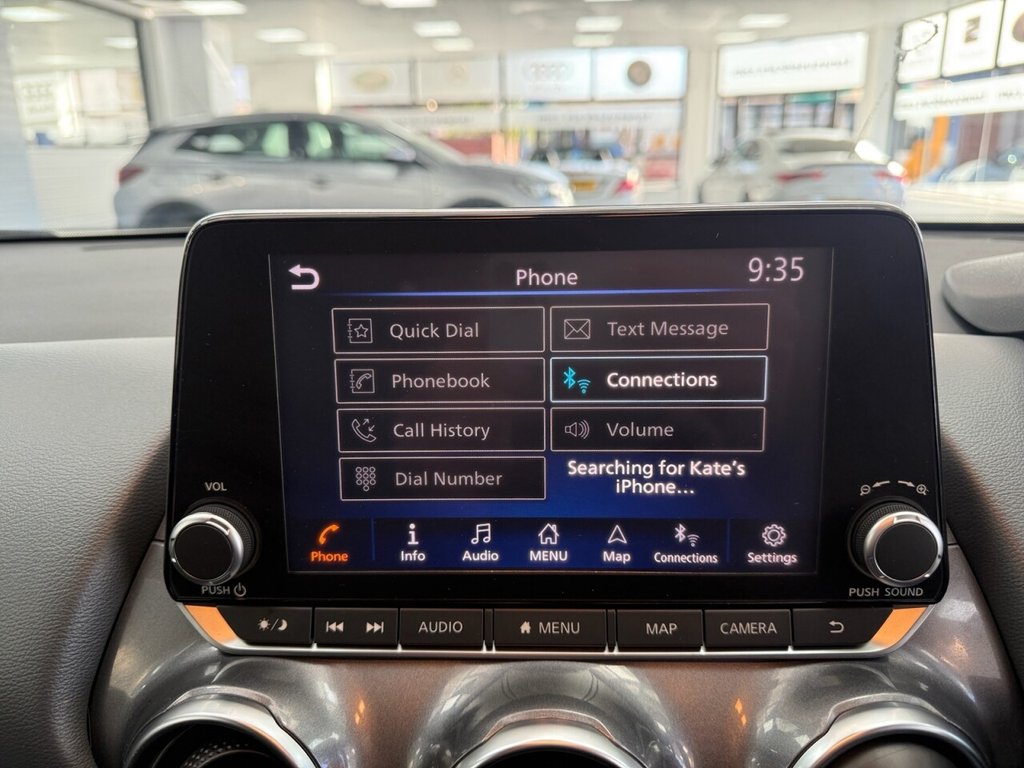 Phone
9:35
Quick Dial
Text Message
Phonebook
Connections
Call History
Volume
Dial Number
Searching for Kate's
iPhone...
Phone
Info
Audio
MENU
Map
Connections
Settings
VOL
PUSH
PUSH SOUND
AUDIO
MENU
MAP
CAMERA